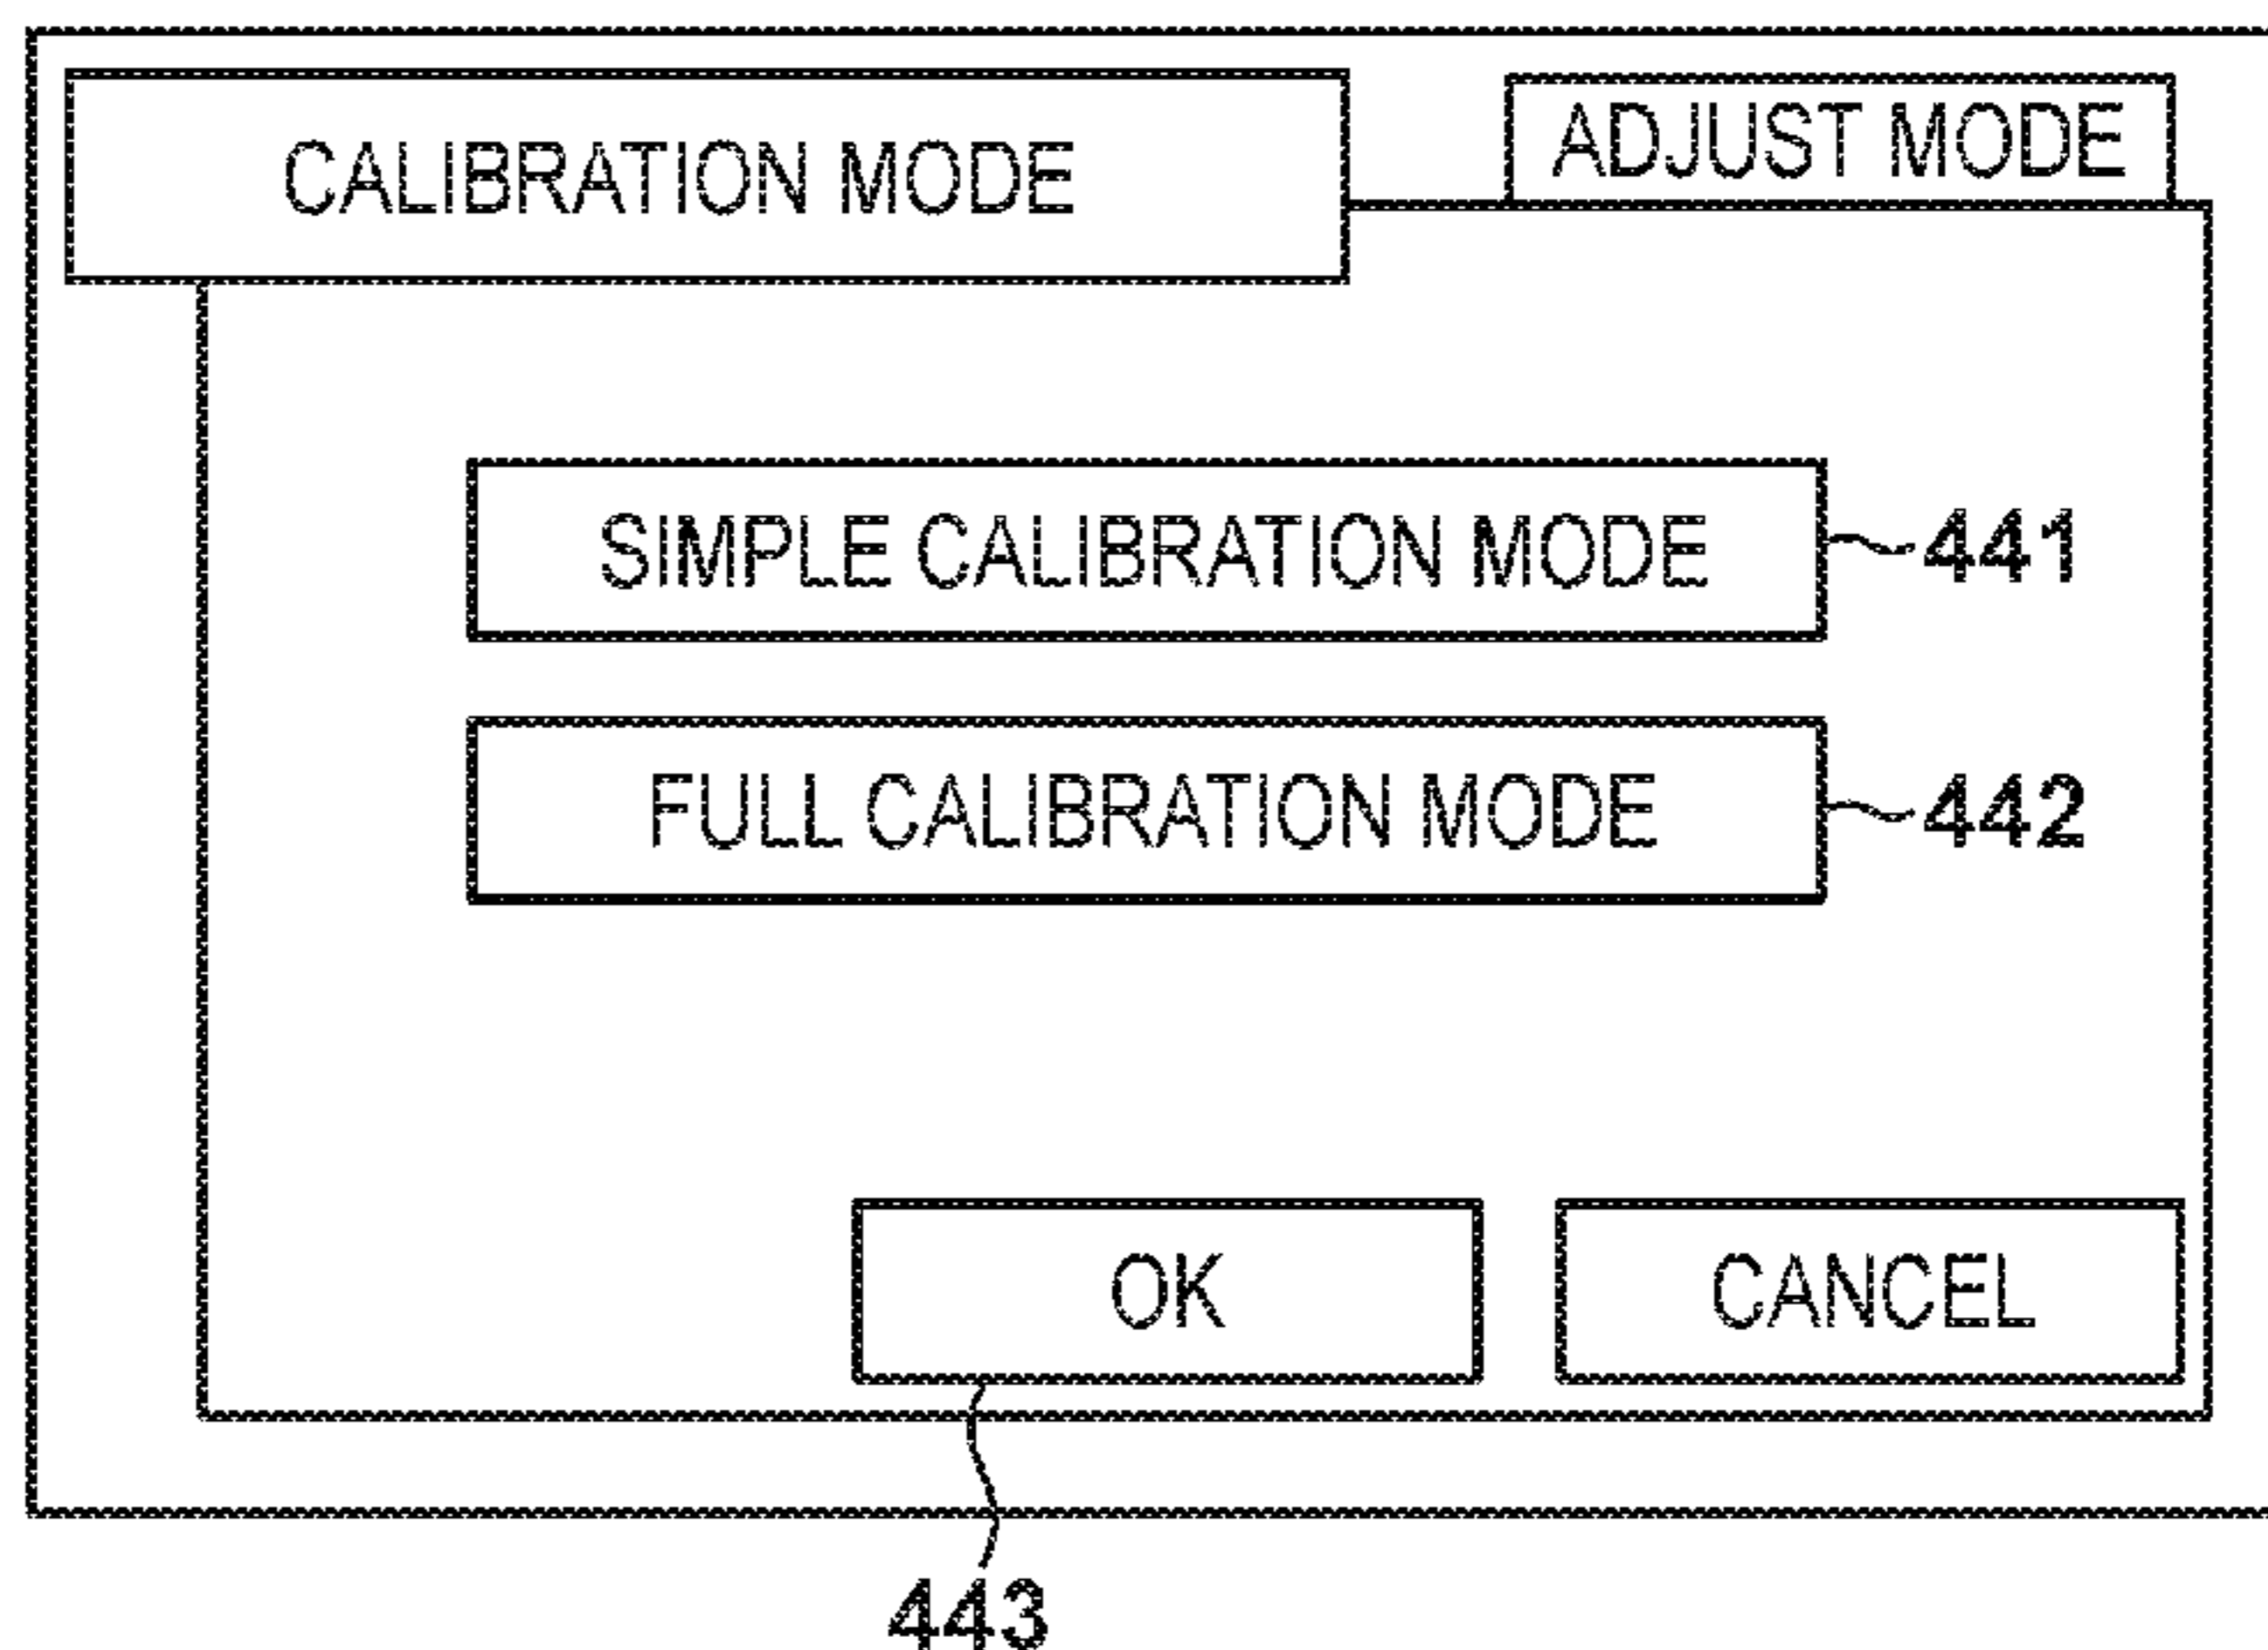 CALIBRATION MODE
ADJUST MODE
SIMPLE CALIBRATION MODE
441
FULL CALIBRATION MODE
442
OK
CANCEL
443